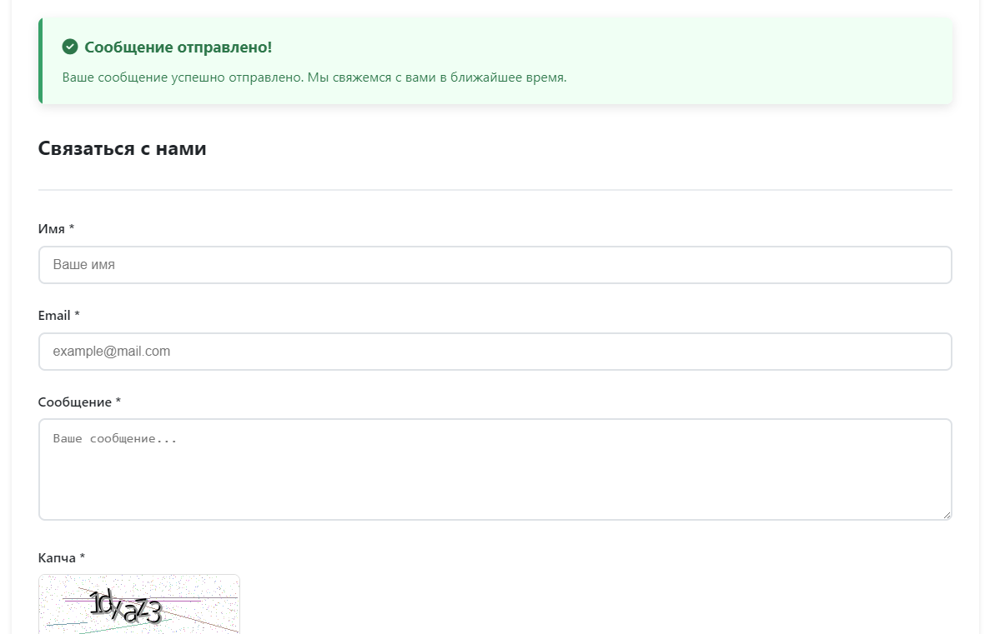 Сообщение отправлено!
Ваше сообщение успешно отправлено. Мы свяжемся с вами в ближайшее время.
Связаться с нами
Имя *
Ваше имя
Email *
example@mail.com
Сообщение *
Ваше сообщение...
Капча *
1dyaz3